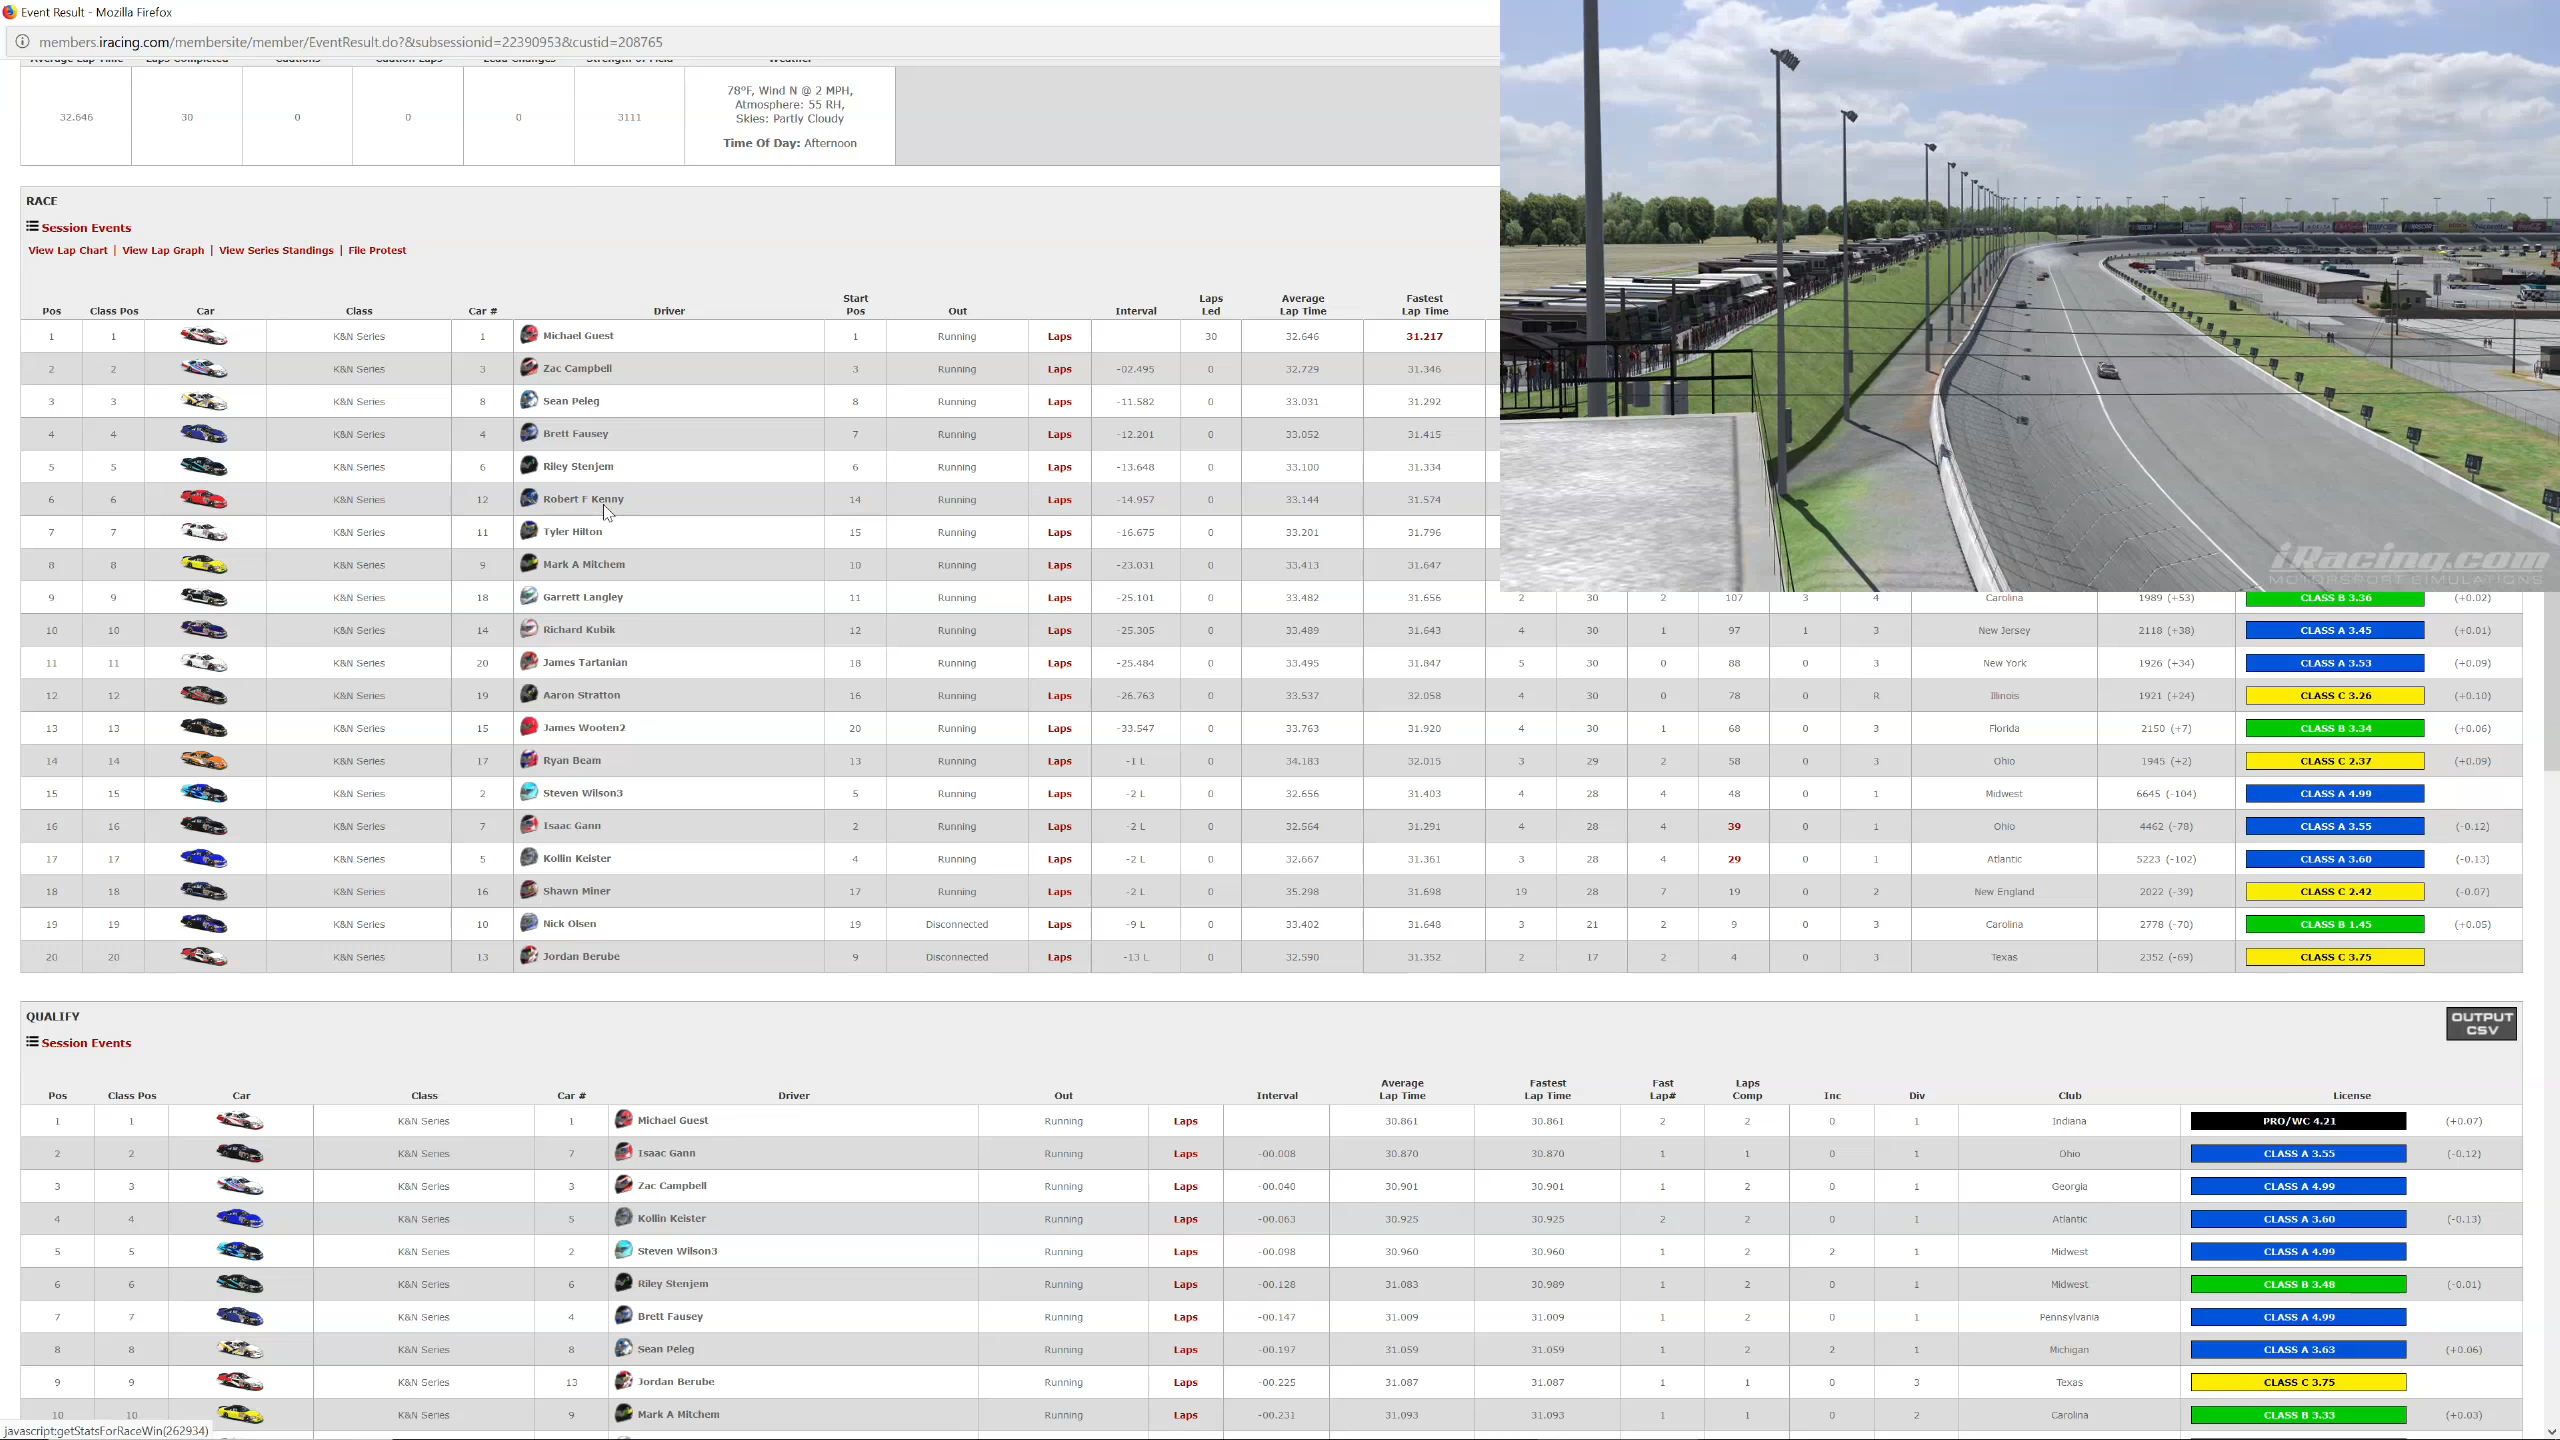 Event Result - Mozilla Firefox
members.iracing.com/membersite/member/EventResult.do?&subsessionid=22390953&custid=208765
Average Lap Time Laps Completed Cautions Caution Laps Lead Changes Strength of Field Weather
32.646 30 0 0 0 3111 78°F, Wind N @ 2 MPH,
Atmosphere: 55 RH,
Skies: Partly Cloudy
Time Of Day: Afternoon
RACE
Session Events
View Lap Chart | View Lap Graph | View Series Standings | File Protest
Pos Class Pos Car Class Car # Driver Start Pos Out Interval Laps Led Average Lap Time Fastest Lap Time
1 1 K&N Series 1 Michael Guest 1 Running Laps 30 32.646 31.217
2 2 K&N Series 3 Zac Campbell 3 Running Laps -02.495 0 32.729 31.346
3 3 K&N Series 8 Sean Peleg 8 Running Laps -11.582 0 33.031 31.292
4 4 K&N Series 4 Brett Fausey 7 Running Laps -12.201 0 33.052 31.415
5 5 K&N Series 6 Riley Stenjem 6 Running Laps -13.648 0 33.100 31.334
6 6 K&N Series 12 Robert F Kenny 14 Running Laps -14.957 0 33.144 31.574
7 7 K&N Series 11 Tyler Hilton 15 Running Laps -16.675 0 33.201 31.796
8 8 K&N Series 9 Mark A Mitchem 10 Running Laps -23.031 0 33.413 31.647
iRacing.com
MOTORSPORT SIMULATIONS
9 9 K&N Series 18 Garrett Langley 11 Running Laps -25.101 0 33.482 31.656 2 30 2 107 3 4 Carolina 1989 (+53) CLASS B 3.36 (+0.02)
10 10 K&N Series 14 Richard Kubik 12 Running Laps -25.305 0 33.489 31.643 4 30 1 97 1 3 New Jersey 2118 (+38) CLASS A 3.45 (+0.01)
11 11 K&N Series 20 James Tartanian 18 Running Laps -25.484 0 33.495 31.847 5 30 0 88 0 3 New York 1926 (+34) CLASS A 3.53 (+0.09)
12 12 K&N Series 19 Aaron Stratton 16 Running Laps -26.763 0 33.537 32.058 4 30 0 78 0 R Illinois 1921 (+24) CLASS C 3.26 (+0.10)
13 13 K&N Series 15 James Wooten2 20 Running Laps -33.547 0 33.763 31.920 4 30 1 68 0 3 Florida 2150 (+7) CLASS B 3.34 (+0.06)
14 14 K&N Series 17 Ryan Beam 13 Running Laps -1 L 0 34.183 32.015 3 29 2 58 0 3 Ohio 1945 (+2) CLASS C 2.37 (+0.09)
15 15 K&N Series 2 Steven Wilson3 5 Running Laps -2 L 0 32.656 31.403 4 28 4 48 0 1 Midwest 6645 (-104) CLASS A 4.99
16 16 K&N Series 7 Isaac Gann 2 Running Laps -2 L 0 32.564 31.291 4 28 4 39 0 1 Ohio 4462 (-78) CLASS A 3.55 (-0.12)
17 17 K&N Series 5 Kollin Keister 4 Running Laps -2 L 0 32.667 31.361 3 28 4 29 0 1 Atlantic 5223 (-102) CLASS A 3.60 (-0.13)
18 18 K&N Series 16 Shawn Miner 17 Running Laps -2 L 0 35.298 31.698 19 28 7 19 0 2 New England 2022 (-39) CLASS C 2.42 (-0.07)
19 19 K&N Series 10 Nick Olsen 19 Disconnected Laps -9 L 0 33.402 31.648 3 21 2 9 0 3 Carolina 2778 (-70) CLASS B 1.45 (+0.05)
20 20 K&N Series 13 Jordan Berube 9 Disconnected Laps -13 L 0 32.590 31.352 2 17 2 4 0 3 Texas 2352 (-69) CLASS C 3.75
QUALIFY
OUTPUT CSV
Session Events
Pos Class Pos Car Class Car # Driver Out Interval Average Lap Time Fastest Lap Time Fast Lap# Laps Comp Inc Div Club License
1 1 K&N Series 1 Michael Guest Running Laps 30.861 30.861 2 2 0 1 Indiana PRO/WC 4.21 (+0.07)
2 2 K&N Series 7 Isaac Gann Running Laps -00.008 30.870 30.870 1 1 0 1 Ohio CLASS A 3.55 (-0.12)
3 3 K&N Series 3 Zac Campbell Running Laps -00.040 30.901 30.901 1 2 0 1 Georgia CLASS A 4.99
4 4 K&N Series 5 Kollin Keister Running Laps -00.063 30.925 30.925 2 2 0 1 Atlantic CLASS A 3.60 (-0.13)
5 5 K&N Series 2 Steven Wilson3 Running Laps -00.098 30.960 30.960 1 2 2 1 Midwest CLASS A 4.99
6 6 K&N Series 6 Riley Stenjem Running Laps -00.128 31.083 30.989 1 2 0 1 Midwest CLASS B 3.48 (-0.01)
7 7 K&N Series 4 Brett Fausey Running Laps -00.147 31.009 31.009 1 2 0 1 Pennsylvania CLASS A 4.99
8 8 K&N Series 8 Sean Peleg Running Laps -00.197 31.059 31.059 1 2 2 1 Michigan CLASS A 3.63 (+0.06)
9 9 K&N Series 13 Jordan Berube Running Laps -00.225 31.087 31.087 1 1 0 3 Texas CLASS C 3.75
10 10 K&N Series 9 Mark A Mitchem Running Laps -00.231 31.093 31.093 1 1 0 2 Carolina CLASS B 3.33 (+0.03)
javascript:getStatsForRaceWin(262934)